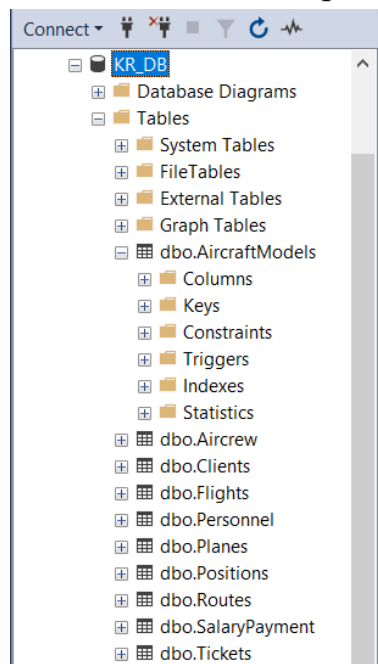 Connect
KR_DB
Database Diagrams
Tables
System Tables
FileTables
External Tables
Graph Tables
dbo.AircraftModels
Columns
Keys
Constraints
Triggers
Indexes
Statistics
dbo.Aircrew
dbo.Clients
dbo.Flights
dbo.Personnel
dbo.Planes
dbo.Positions
dbo.Routes
dbo.SalaryPayment
dbo.Tickets